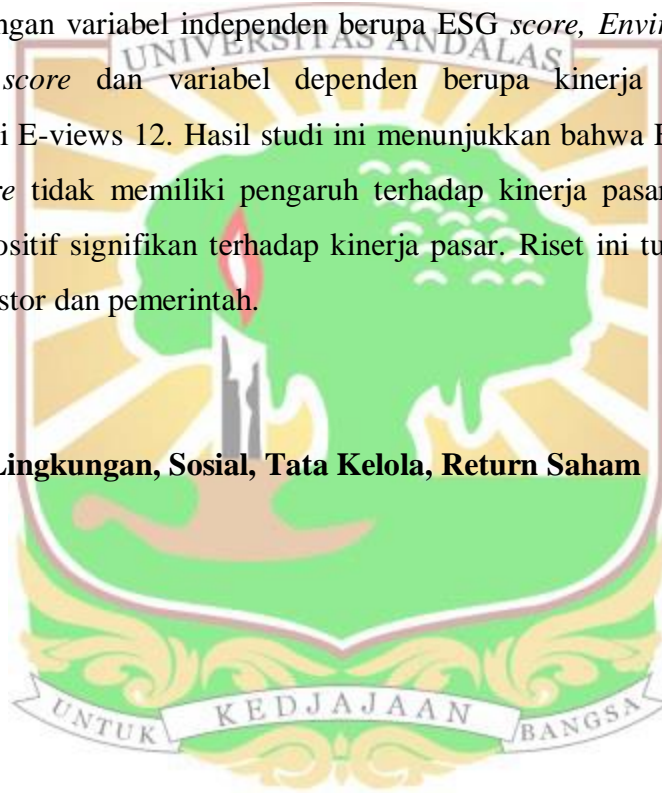 ngan variabel independen berupa ESG score, Envir
UNIVERSITAS ANDALAS
score dan variabel dependen berupa kinerja
i E-views 12. Hasil studi ini menunjukkan bahwa
re tidak memiliki pengaruh terhadap kinerja pasar
ositif signifikan terhadap kinerja pasar. Riset ini tu
stor dan pemerintah.
Lingkungan, Sosial, Tata Kelola, Return Saham
UNTUK KEDJAJAAN BANGSA